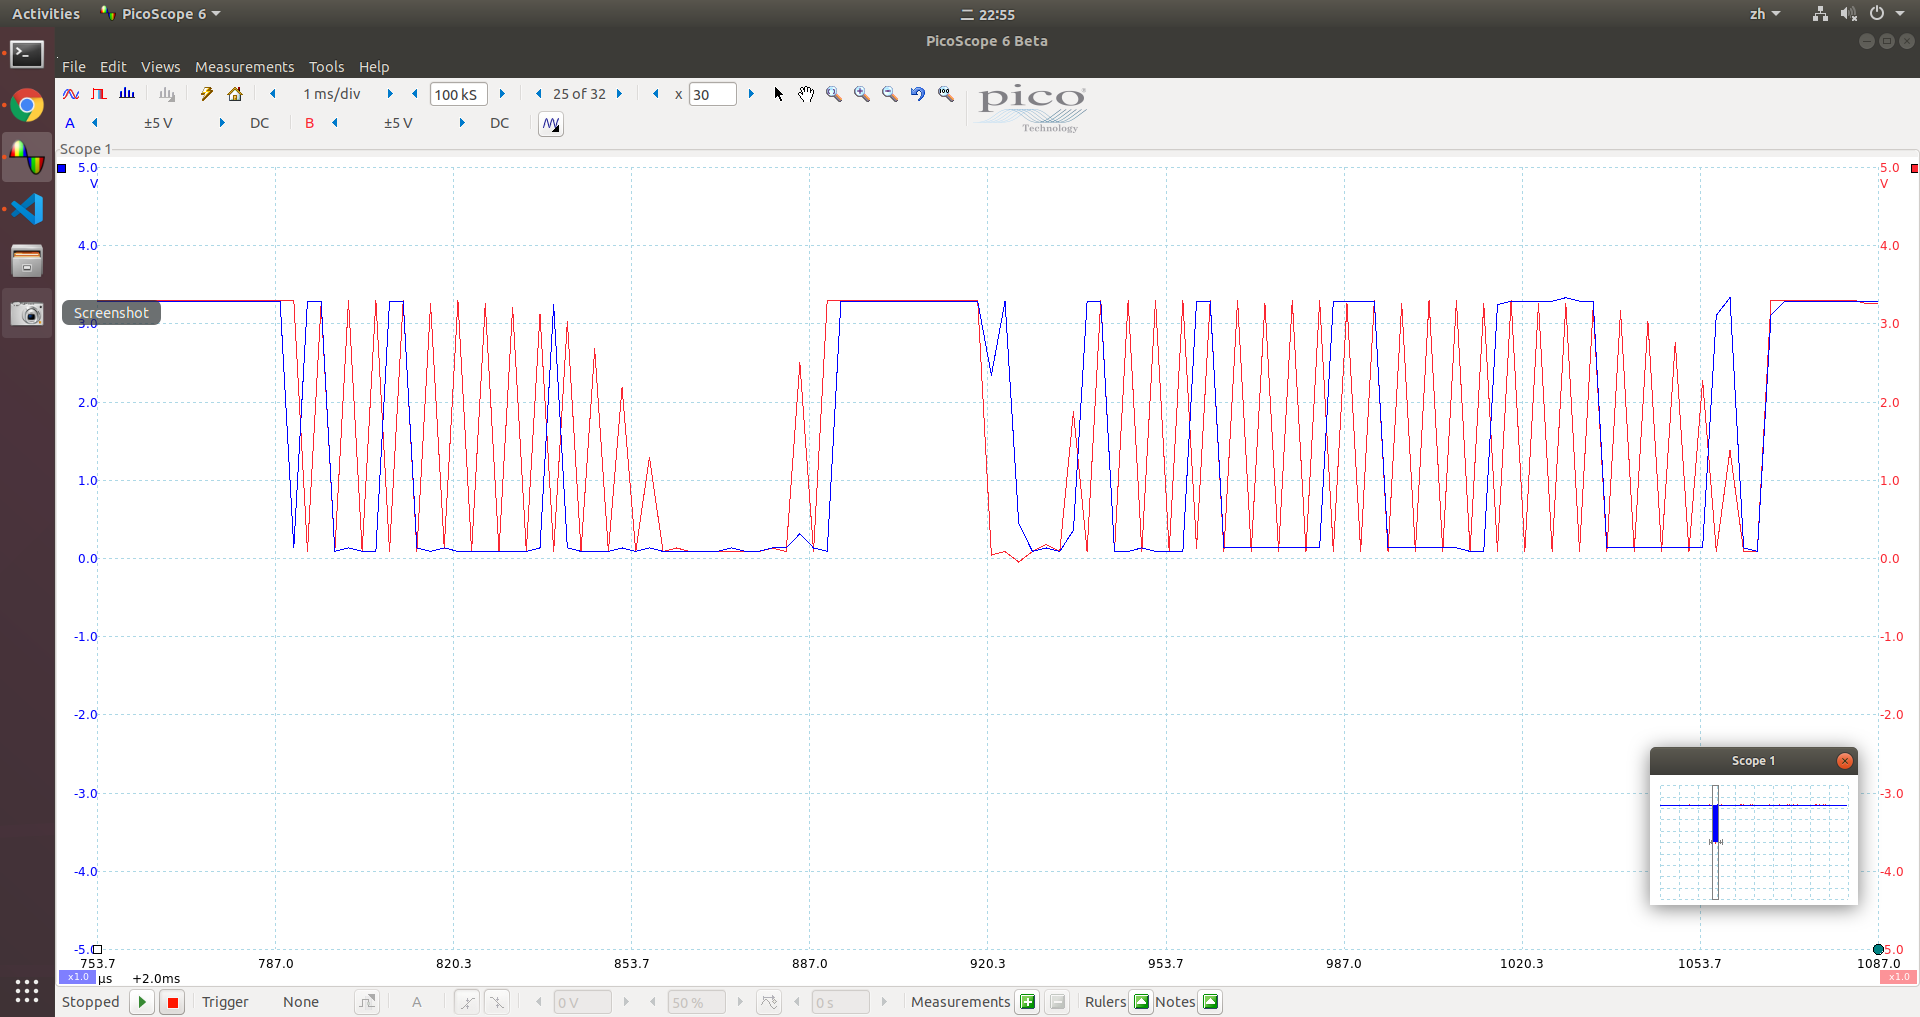 Activities PicoScope 6 二 22:55 zh
PicoScope 6 Beta
File Edit Views Measurements Tools Help
1 ms/div 100 kS 25 of 32 x 30
pico
Technology
A ±5 V DC B ±5 V DC
Scope 1
5.0 5.0
V V
4.0 4.0
Screenshot
3.0 3.0
2.0 2.0
1.0 1.0
0.0 0.0
-1.0 -1.0
-2.0 -2.0
Scope 1
-3.0 -3.0
-4.0 -4.0
-5.0 5.0
753.7 787.0 820.3 853.7 887.0 920.3 953.7 987.0 1020.3 1053.7 1087.0
x1.0 µs +2.0ms x1.0
Stopped Trigger None A 0 V 50 % 0 s Measurements Rulers Notes